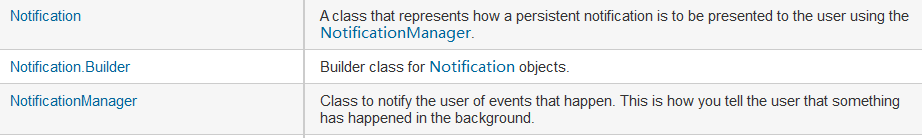 Notification
A class that represents how a persistent notification is to be presented to the user using the
NotificationManager.
Notification.Builder
Builder class for Notification objects.
NotificationManager
Class to notify the user of events that happen. This is how you tell the user that something
has happened in the background.